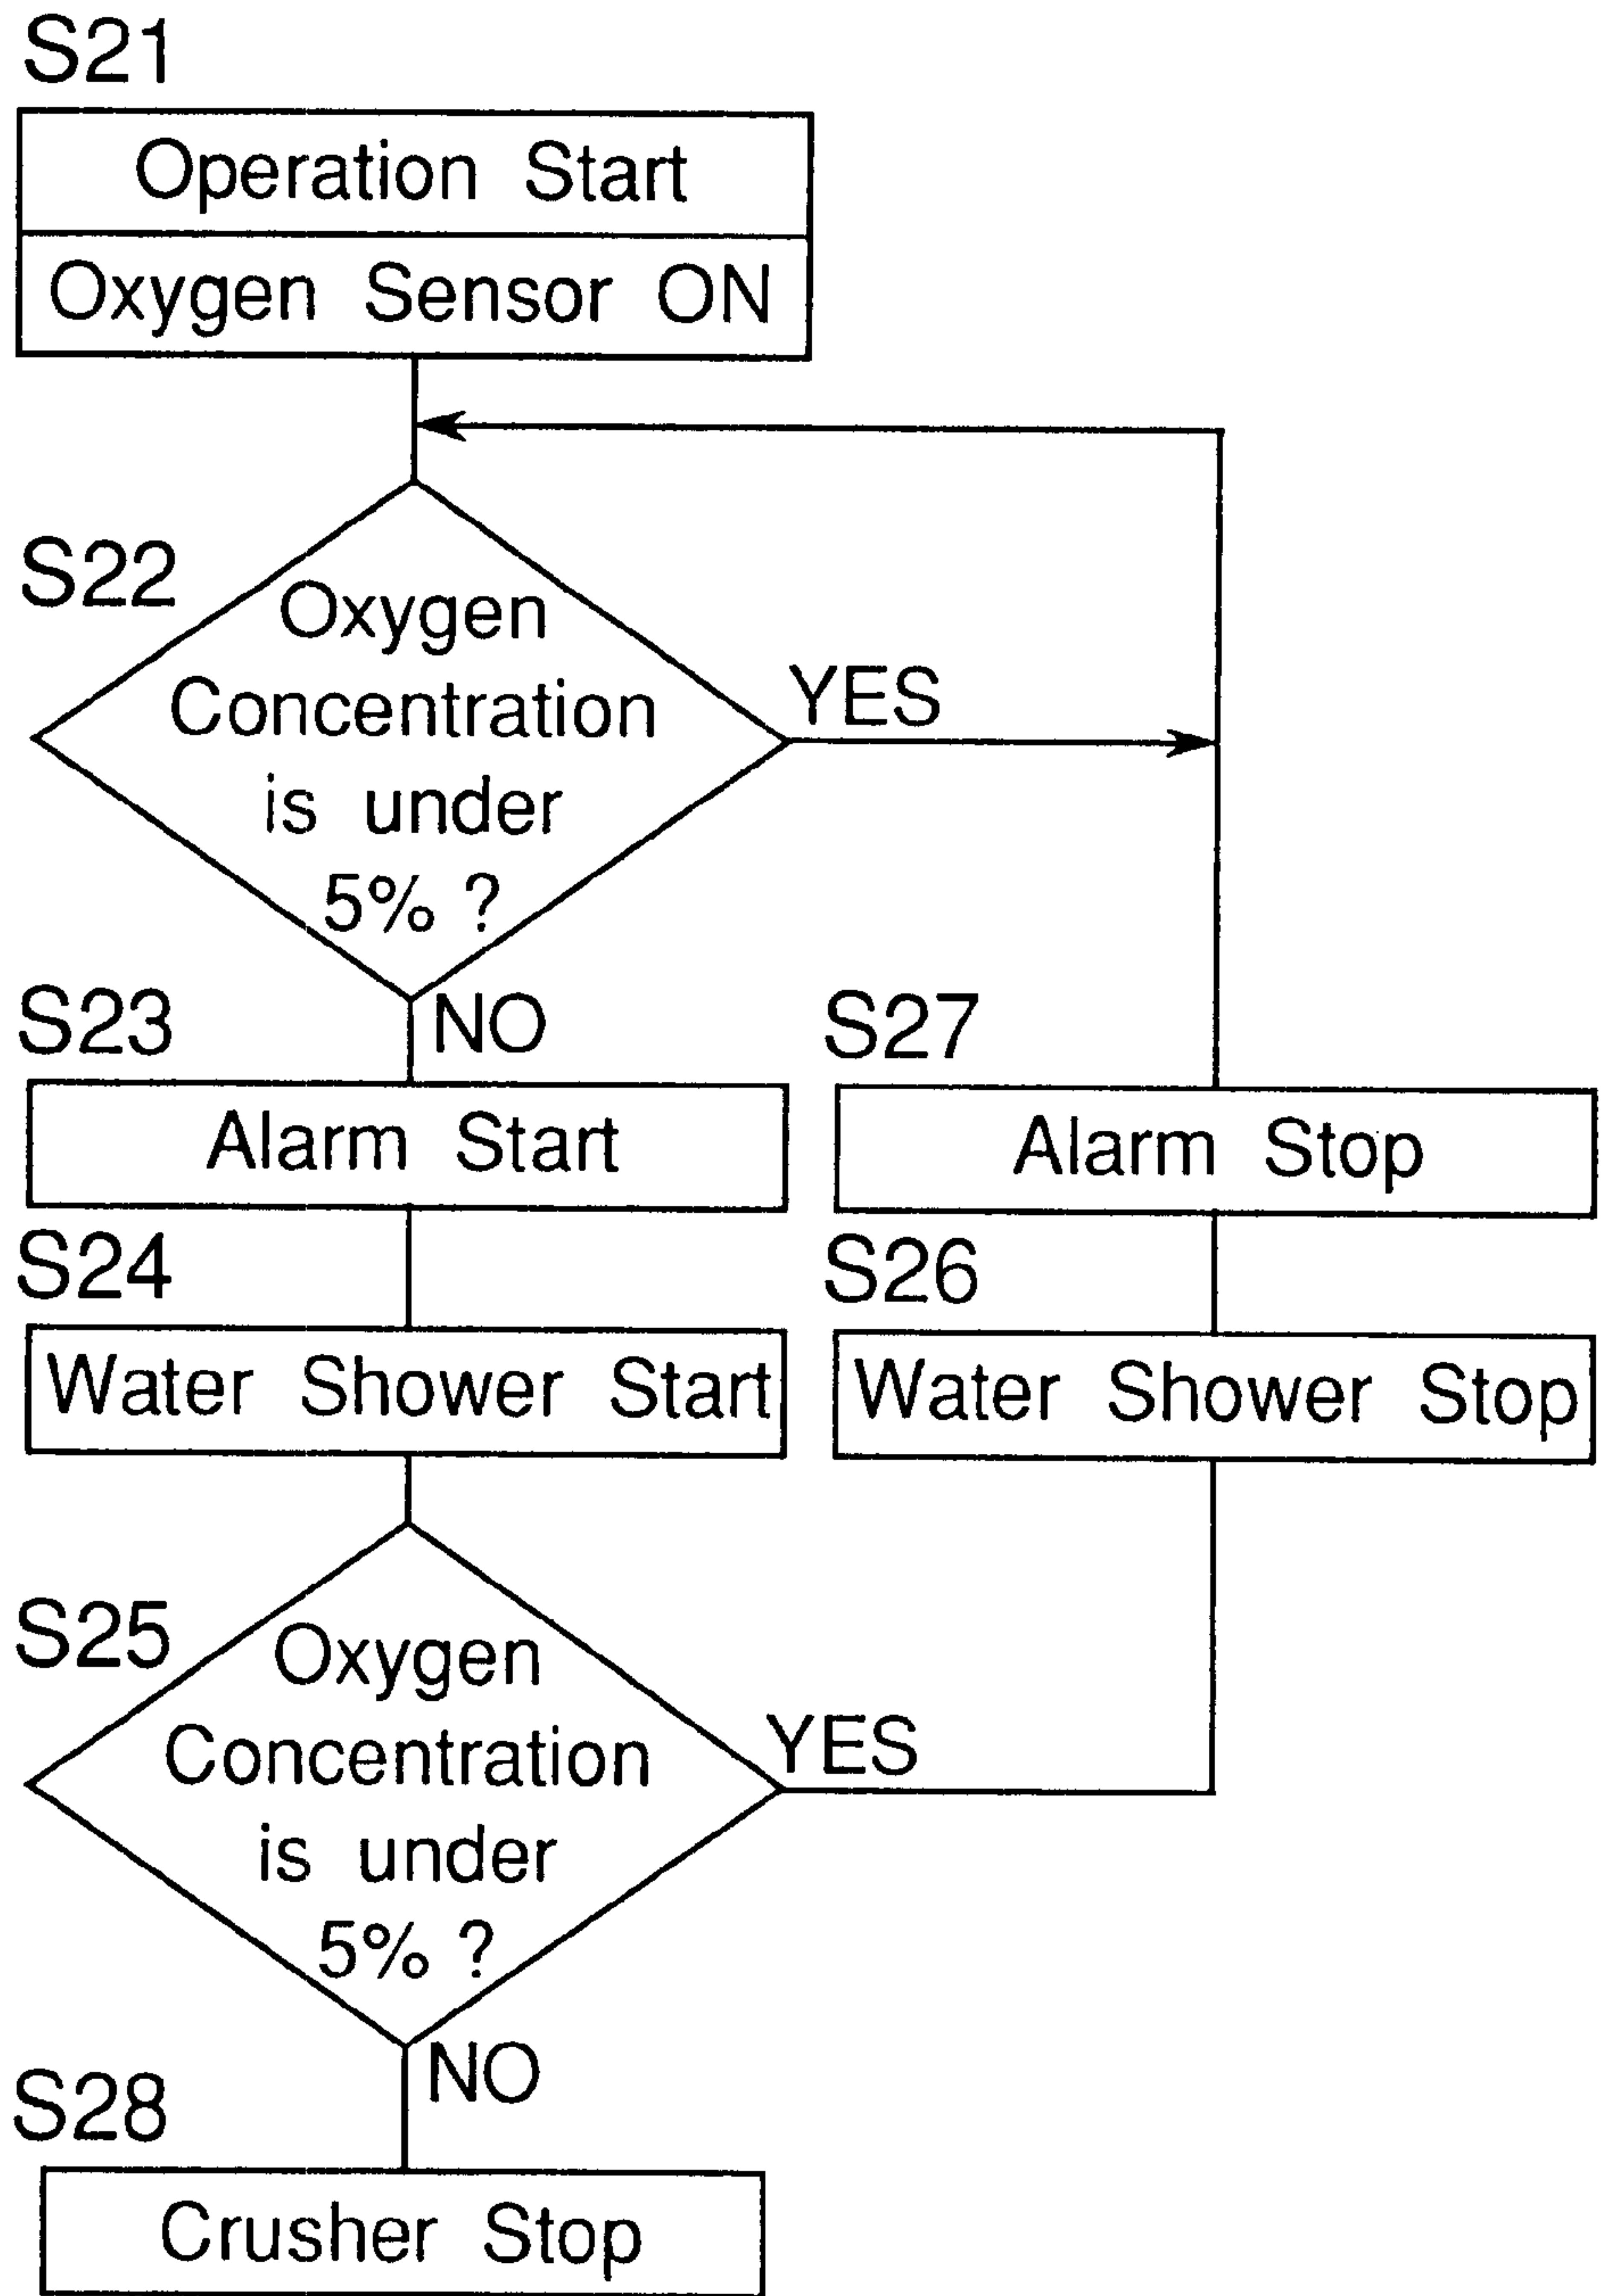 S21
Operation Start
Oxygen Sensor ON
S22
Oxygen
Concentration
is under
5% ?
YES
NO
S23
Alarm Start
S27
Alarm Stop
S24
Water Shower Start
S26
Water Shower Stop
S25
Oxygen
Concentration
is under
5% ?
YES
NO
S28
Crusher Stop